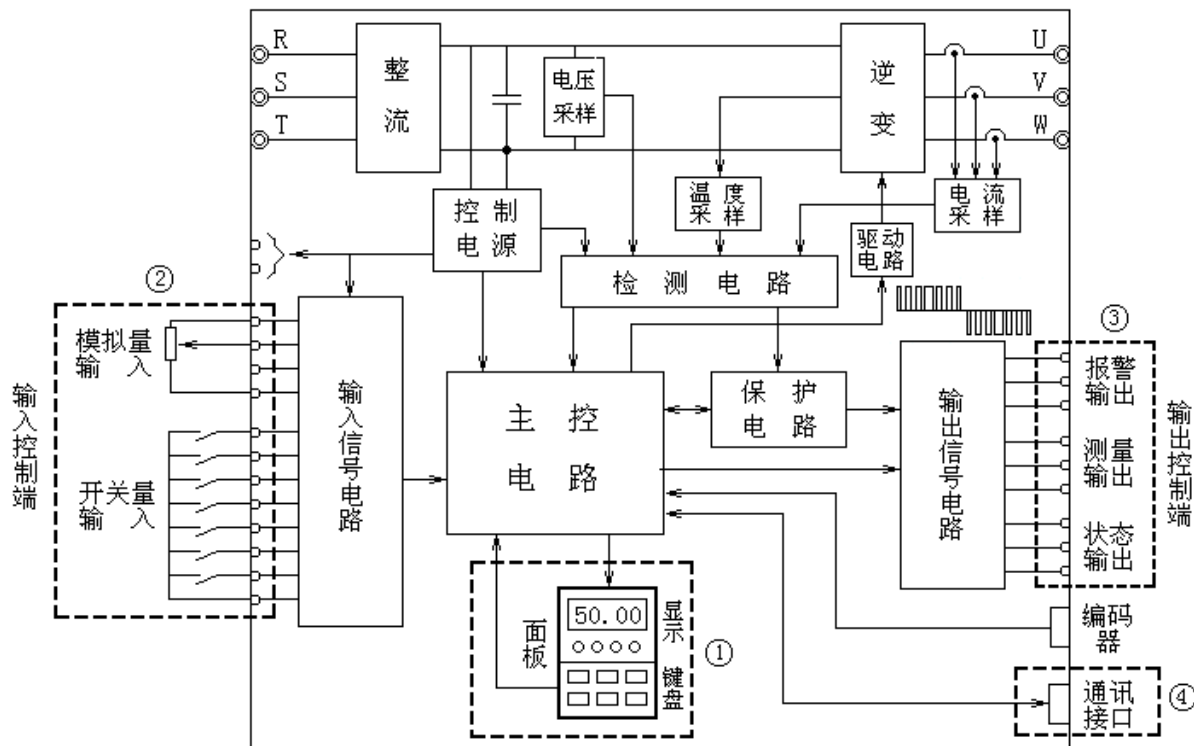 R
S
T
整
流
电压
采样
逆
变
U
V
W
控制
电源
温度
采样
电流
采样
驱动
电路
检测电路
②
模拟量
输入
开关量
输入
输入控制端
输入信号电路
主控
电路
保护
电路
输出信号电路
③
报警
输出
测量
输出
状态
输出
输出控制端
面板
50.00
显示
键盘
①
编码
器
通讯
接口
④